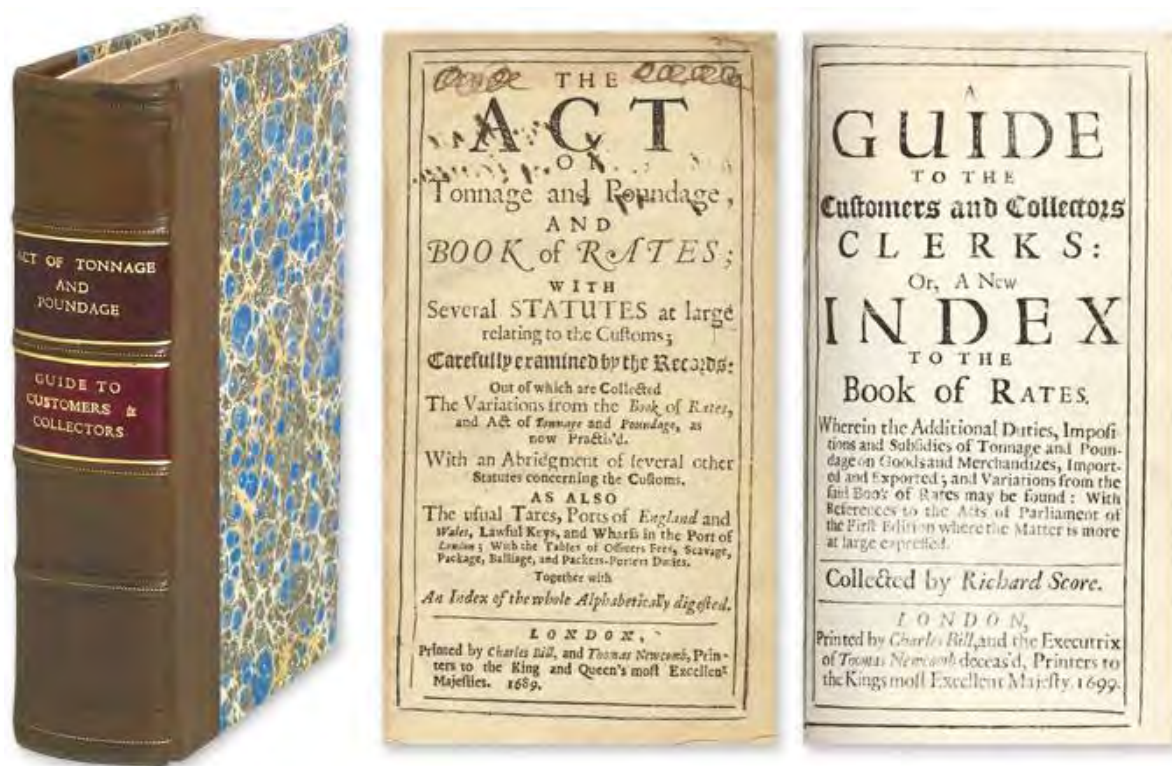 ACT OF TONNAGE
AND
POUNDAGE
GUIDE TO
CUSTOMERS &
COLLECTORS
THE
ACT
OF
Tonnage and Poundage,
AND
BOOK of RATES;
WITH
Several STATUTES at large
relating to the Cuſtoms;
Carefully examined by the Records:
Out of which are Collected
The Variations from the Book of Rates,
and Act of Tonnage and Poundage, as
now Practis'd.
With an Abridgment of ſeveral other
Statutes concerning the Cuſtoms.
AS ALSO
The uſual Tares, Ports of England and
Wales, Lawful Keys, and Wharfs in the Port of
London; With the Tables of Officers Fees, Scavage,
Package, Balliage, and Packers-Porters Duties.
Together with
An Index of the whole Alphabetically digeſted.
LONDON,
Printed by Charles Bill, and Thomas Newcomb, Prin-
ters to the King and Queen's moſt Excellent
Majeſties. 1689.
A
GUIDE
TO THE
Cuſtomers and Collectors
CLERKS:
Or, A New
INDEX
TO THE
Book of RATES.
Wherein the Additional Duties, Impoſi-
tions and Subſidies of Tonnage and Poun-
dage on Goods and Merchandizes, Import-
ed and Exported; and Variations from the
ſaid Book of Rates may be found: With
References to the Acts of Parliament of
the Firſt Edition where the Matter is more
at large expreſſed.
Collected by Richard Score.
LONDON,
Printed by Charles Bill, and the Executrix
of Thomas Newcomb deceas'd, Printers to
the Kings moſt Excellent Majeſty. 1699.